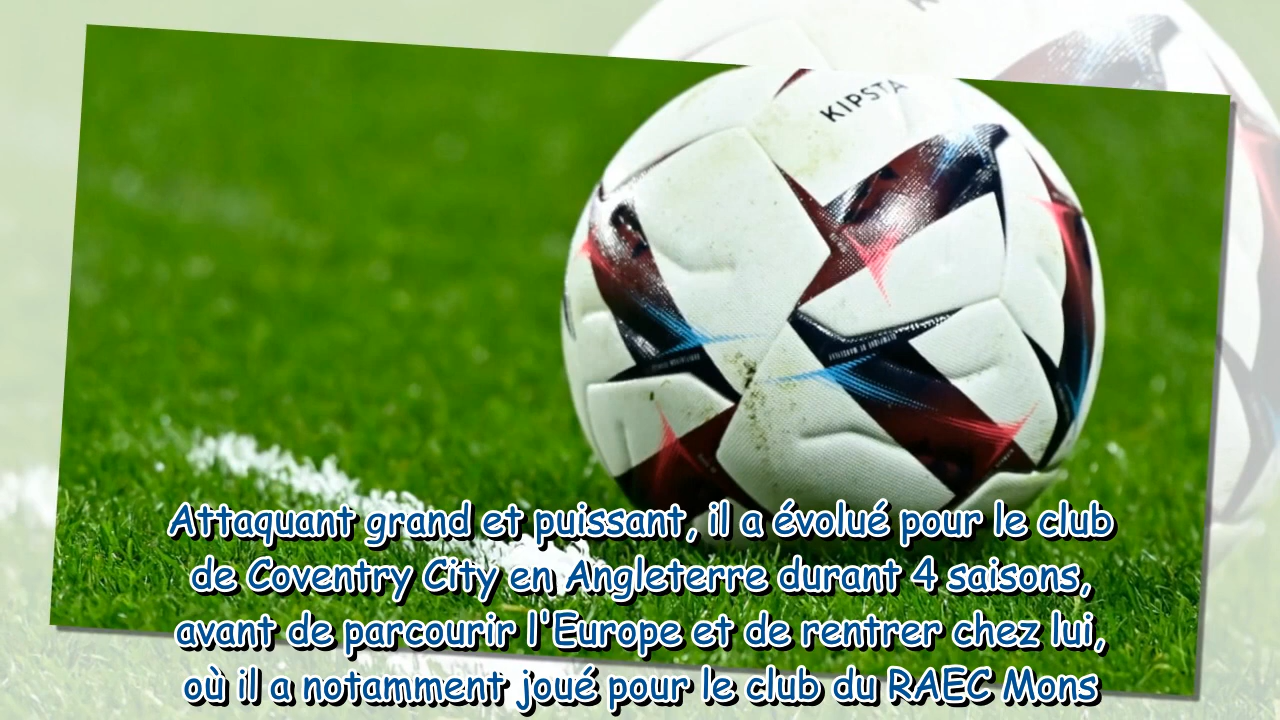 KIPSTA
Attaquant grand et puissant, il a évolué pour le club
de Coventry City en Angleterre durant 4 saisons,
avant de parcourir l'Europe et de rentrer chez lui,
où il a notamment joué pour le club du RAEC Mons